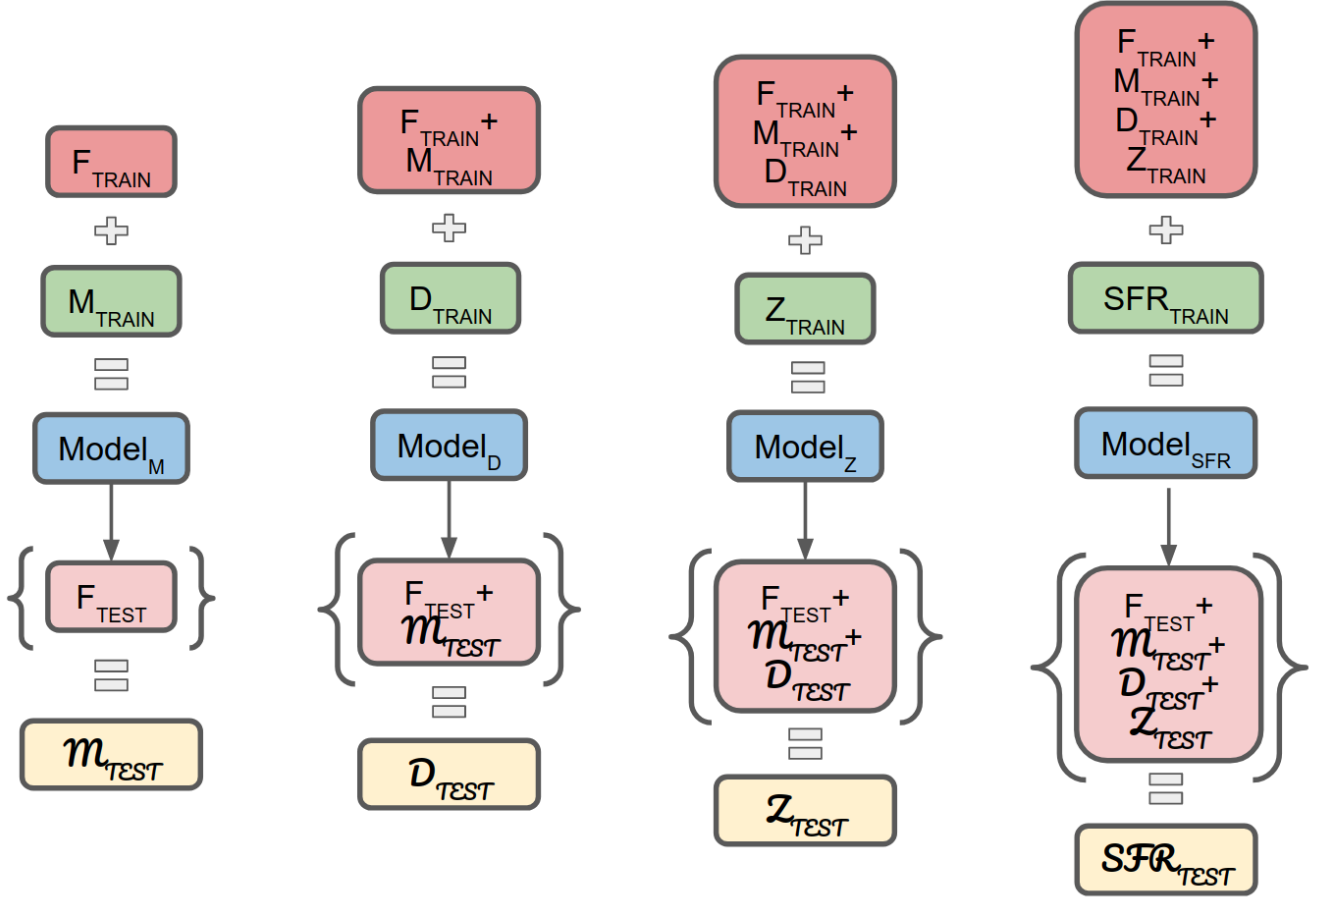 F_TRAIN
+
M_TRAIN
=
Model_M
{ F_TEST }
=
𝓜_TEST
F_TRAIN+
M_TRAIN
+
D_TRAIN
=
Model_D
{ F_TEST+
𝓜_TEST }
=
𝓓_TEST
F_TRAIN+
M_TRAIN+
D_TRAIN
+
Z_TRAIN
=
Model_Z
{ F_TEST+
𝓜_TEST+
𝓓_TEST }
=
𝓩_TEST
F_TRAIN+
M_TRAIN+
D_TRAIN+
Z_TRAIN
+
SFR_TRAIN
=
Model_SFR
{ F_TEST+
𝓜_TEST+
𝓓_TEST+
𝓩_TEST }
=
𝓢𝓕𝓡_TEST